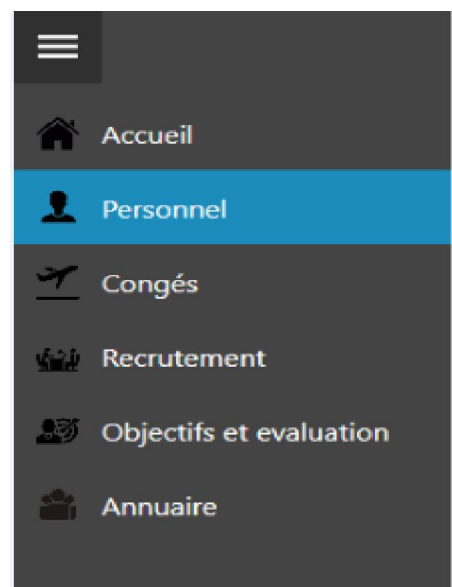 Accueil
Personnel
Congés
Recrutement
Objectifs et evaluation
Annuaire